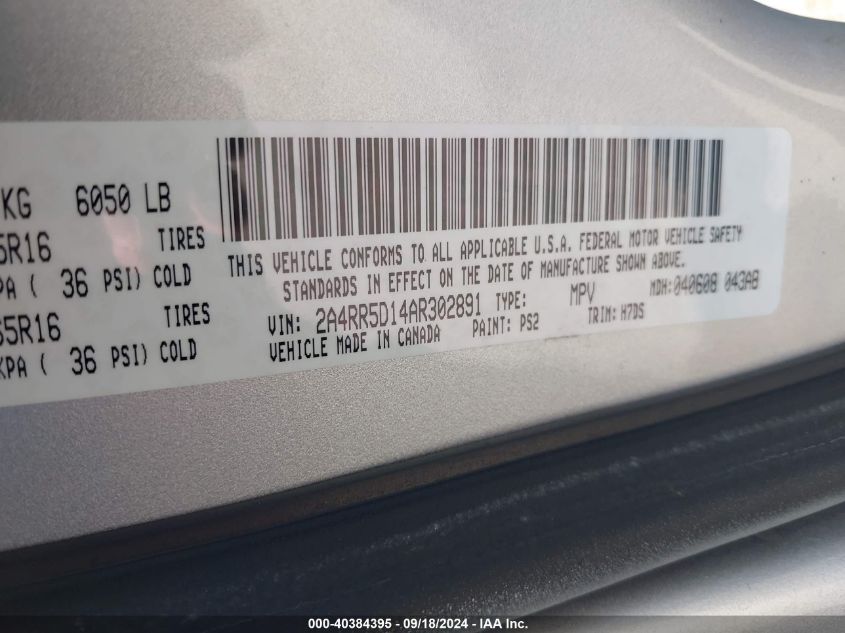 KG 6050 LB
5R16 TIRES
PA ( 36 PSI) COLD
65R16 TIRES
KPA ( 36 PSI) COLD
THIS VEHICLE CONFORMS TO ALL APPLICABLE U.S.A. FEDERAL MOTOR VEHICLE SAFETY
STANDARDS IN EFFECT ON THE DATE OF MANUFACTURE SHOWN ABOVE.
VIN: 2A4RR5D14AR302891 TYPE: MPV MDH:040608 043AB
VEHICLE MADE IN CANADA PAINT: PS2 TRIM: H7DS
000-40384395 - 09/18/2024 - IAA Inc.